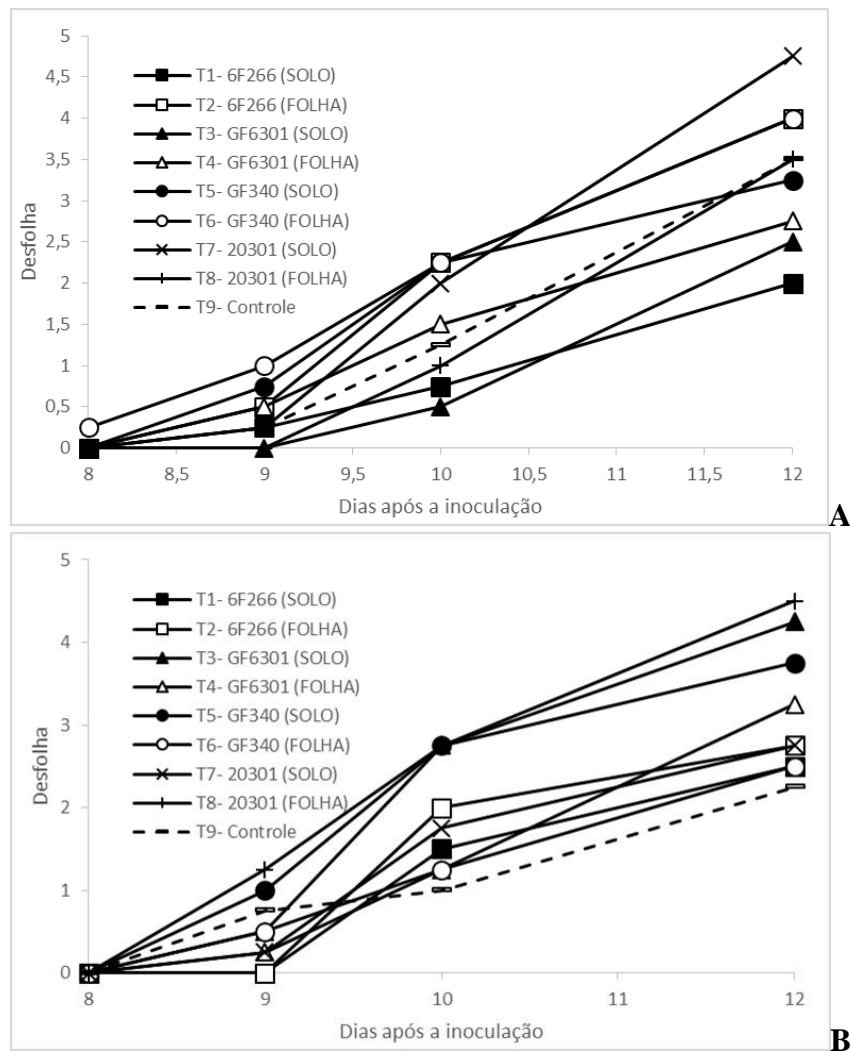 5
4,5
4
3,5
3
2,5
2
1,5
1
0,5
0
Desfolha
T1- 6F266 (SOLO)
T2- 6F266 (FOLHA)
T3- GF6301 (SOLO)
T4- GF6301 (FOLHA)
T5- GF340 (SOLO)
T6- GF340 (FOLHA)
T7- 20301 (SOLO)
T8- 20301 (FOLHA)
T9- Controle
8 8,5 9 9,5 10 10,5 11 11,5 12
Dias após a inoculação
A
5
4
3
2
1
0
Desfolha
T1- 6F266 (SOLO)
T2- 6F266 (FOLHA)
T3- GF6301 (SOLO)
T4- GF6301 (FOLHA)
T5- GF340 (SOLO)
T6- GF340 (FOLHA)
T7- 20301 (SOLO)
T8- 20301 (FOLHA)
T9- Controle
8 9 10 11 12
Dias após a inoculação
B